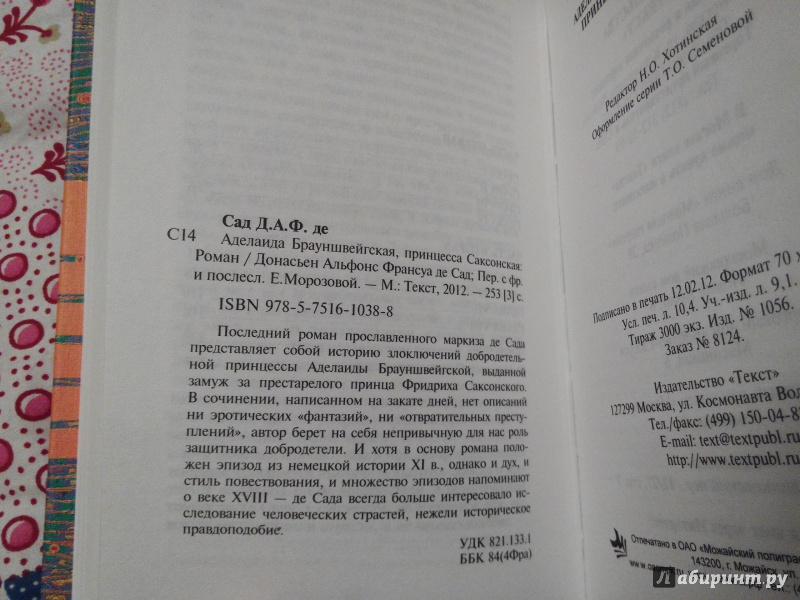 Сад Д.А.Ф. де
С14
Аделаида Брауншвейгская, принцесса Саксонская:
Роман / Донасьен Альфонс Франсуа де Сад; Пер. с фр.
и послесл. Е.Морозовой. — М.: Текст, 2012. — 253 [3] с.
ISBN 978-5-7516-1038-8
Последний роман прославленного маркиза де Сада
представляет собой историю злоключений добродетель-
ной принцессы Аделаиды Брауншвейгской, выданной
замуж за престарелого принца Фридриха Саксонского.
В сочинении, написанном на закате дней, нет описаний
ни эротических «фантазий», ни «отвратительных престу-
плений», автор берет на себя непривычную для нас роль
защитника добродетели. И хотя в основу романа поло-
жен эпизод из немецкой истории XI в., однако и дух, и
стиль повествования, и множество эпизодов напоминают
о веке XVIII — де Сада всегда больше интересовало ис-
следование человеческих страстей, нежели историческое
правдоподобие.
УДК 821.133.1
ББК 84(4Фра)
Редактор Н.О. Хотинская
Оформление серии Т.О. Семеновой
Подписано в печать 12.02.12. Формат 70 x
Усл. печ. л. 10,4. Уч.-изд. л. 9,1.
Тираж 3000 экз. Изд. № 1056.
Заказ № 8124.
Издательство «Текст»
127299 Москва, ул. Космонавта Вол
Тел./факс: (499) 150-04-8
E-mail: text@textpubl.ru
http://www.textpubl.ru
Отпечатано в ОАО «Можайский полигра
143200, г. Можайск, ул.
Лабиринт.ру